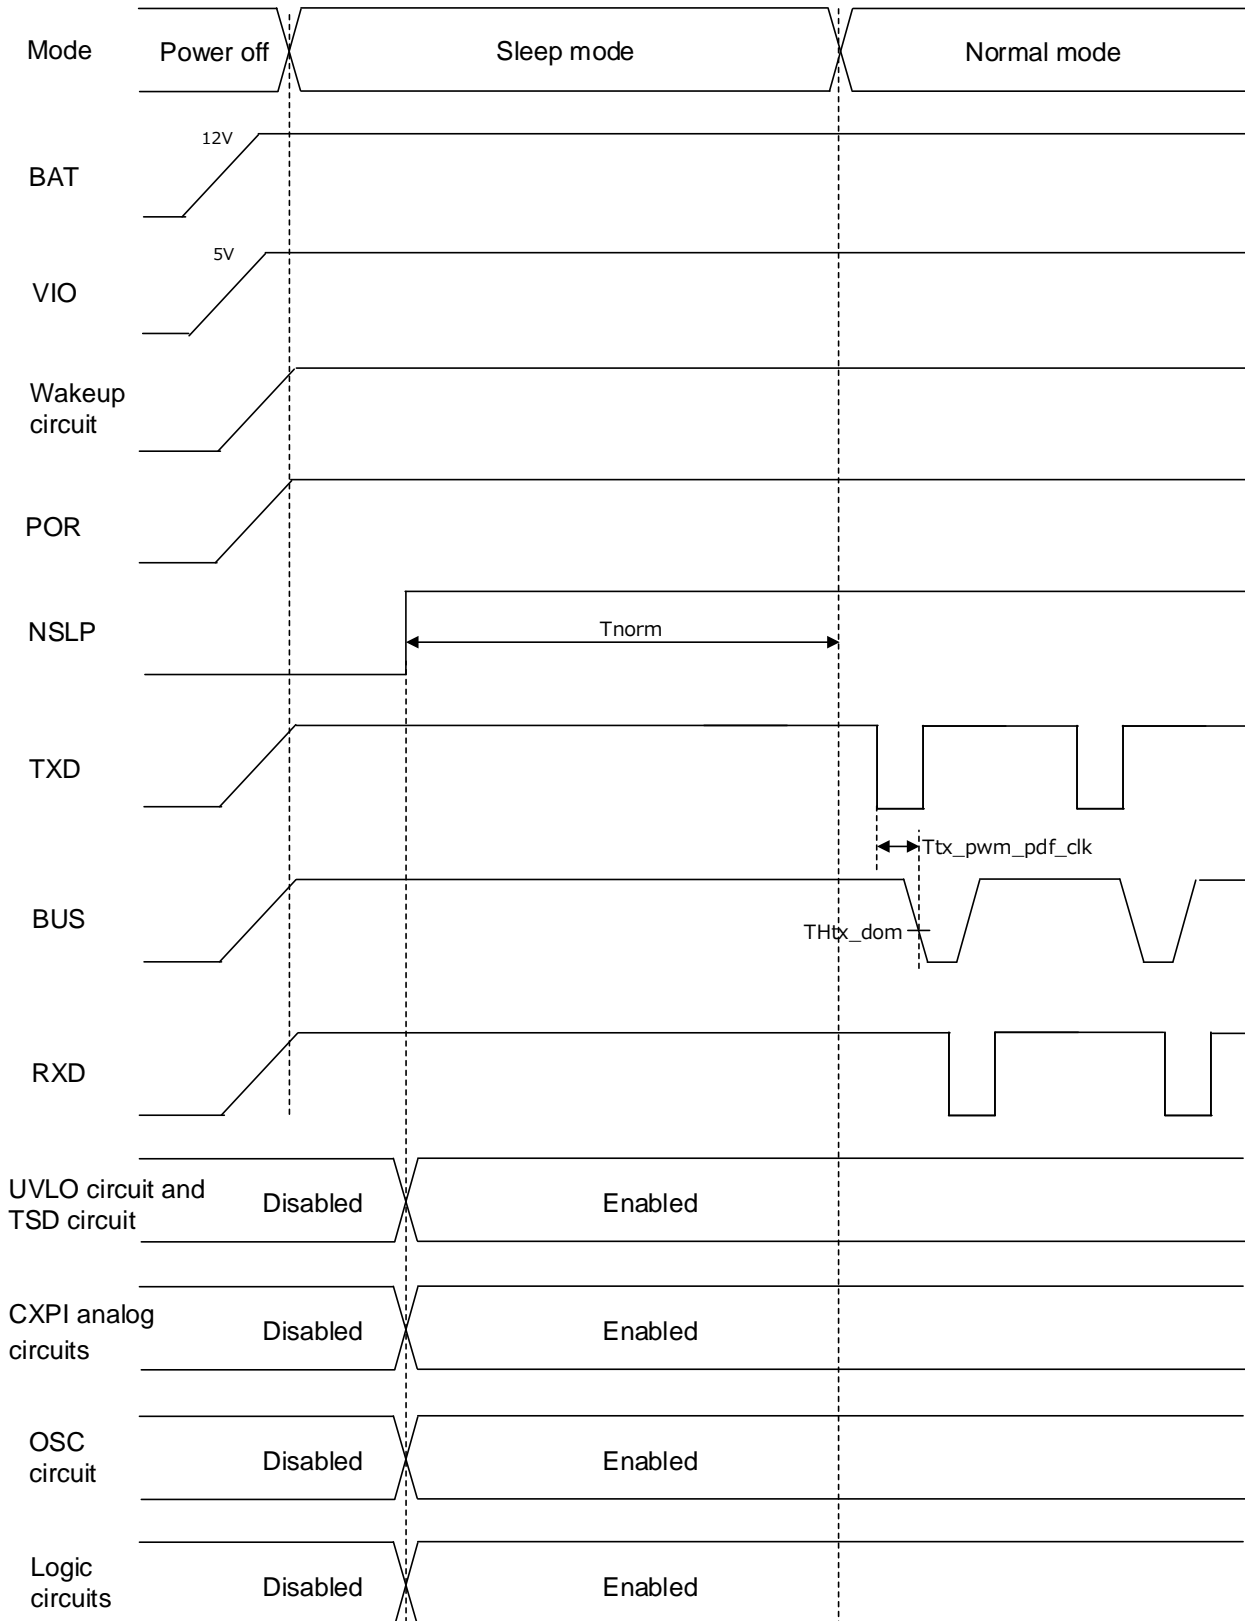 Mode
Power off
Sleep mode
Normal mode
12V
BAT
5V
VIO
Wakeup
circuit
POR
NSLP
Tnorm
TXD
Ttx_pwm_pdf_clk
BUS
THtx_dom
RXD
UVLO circuit and
TSD circuit
Disabled
Enabled
CXPI analog
circuits
Disabled
Enabled
OSC
circuit
Disabled
Enabled
Logic
circuits
Disabled
Enabled